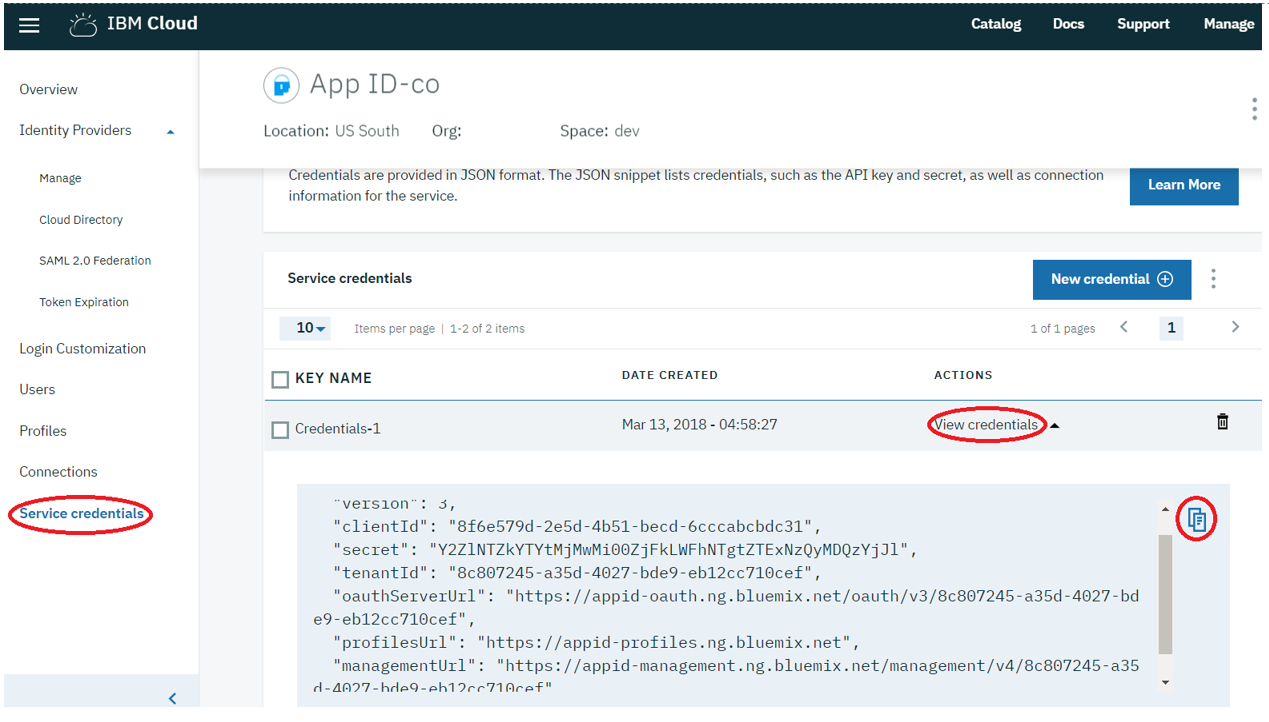 IBM Cloud
Catalog Docs Support Manage
Overview
Identity Providers
Manage
Cloud Directory
SAML 2.0 Federation
Token Expiration
Login Customization
Users
Profiles
Connections
Service credentials
App ID-co
Location: US South Org: Space: dev
Credentials are provided in JSON format. The JSON snippet lists credentials, such as the API key and secret, as well as connection
information for the service.
Learn More
Service credentials
New credential
10 Items per page | 1-2 of 2 items 1 of 1 pages 1
KEY NAME DATE CREATED ACTIONS
Credentials-1 Mar 13, 2018 - 04:58:27 View credentials
"version": 3,
"clientId": "8f6e579d-2e5d-4b51-becd-6cccabcbdc31",
"secret": "Y2ZlNTZkYTYtMjMwMi00ZjFkLWFhNTgtZTExNzQyMDQzYjJl",
"tenantId": "8c807245-a35d-4027-bde9-eb12cc710cef",
"oauthServerUrl": "https://appid-oauth.ng.bluemix.net/oauth/v3/8c807245-a35d-4027-bd
e9-eb12cc710cef",
"profilesUrl": "https://appid-profiles.ng.bluemix.net",
"managementUrl": "https://appid-management.ng.bluemix.net/management/v4/8c807245-a35
d-4027-bde9-eb12cc710cef"